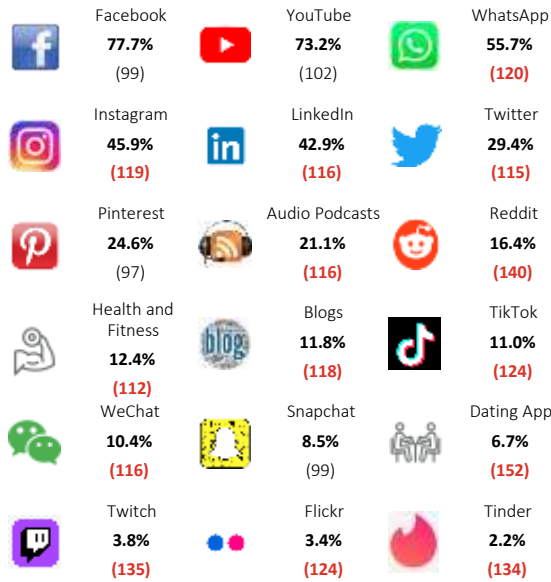 Facebook
77.7%
(99)
YouTube
73.2%
(102)
WhatsApp
55.7%
(120)
Instagram
45.9%
(119)
LinkedIn
42.9%
(116)
Twitter
29.4%
(115)
Pinterest
24.6%
(97)
Audio Podcasts
21.1%
(116)
Reddit
16.4%
(140)
Health and
Fitness
12.4%
(112)
blog
Blogs
11.8%
(118)
TikTok
11.0%
(124)
WeChat
10.4%
(116)
Snapchat
8.5%
(99)
Dating App
6.7%
(152)
Twitch
3.8%
(135)
Flickr
3.4%
(124)
Tinder
2.2%
(134)